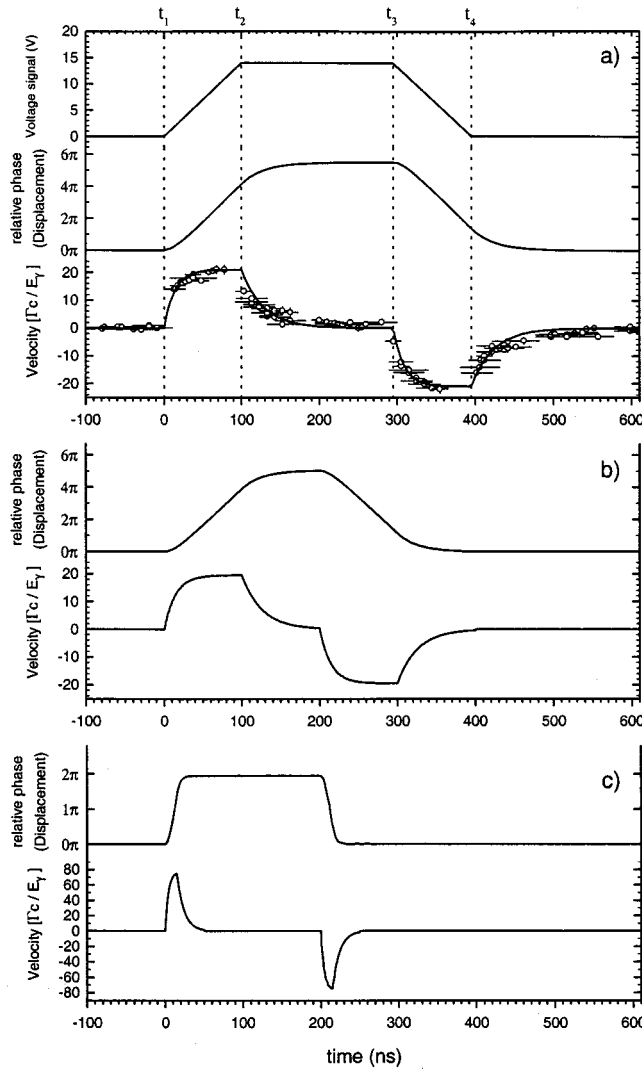 t1 t2 t3 t4
a)
Voltage signal (V)
20
15
10
5
0
relative phase
(Displacement)
6π
4π
2π
0π
Velocity [Γc / Eγ]
20
10
0
-10
-20
-100 0 100 200 300 400 500 600
b)
relative phase
(Displacement)
6π
4π
2π
0π
Velocity [Γc / Eγ]
20
10
0
-10
-20
-100 0 100 200 300 400 500 600
c)
relative phase
(Displacement)
2π
1π
0π
Velocity [Γc / Eγ]
80
60
40
20
0
-20
-40
-60
-80
-100 0 100 200 300 400 500 600
time (ns)